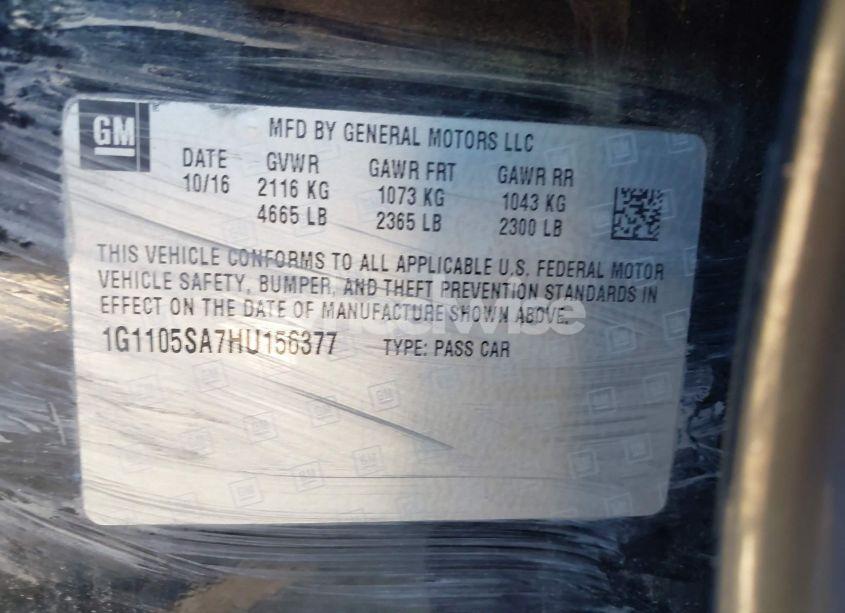 GM
MFD BY GENERAL MOTORS LLC
DATE GVWR GAWR FRT GAWR RR
10/16 2116 KG 1073 KG 1043 KG
4665 LB 2365 LB 2300 LB
THIS VEHICLE CONFORMS TO ALL APPLICABLE U.S. FEDERAL MOTOR
VEHICLE SAFETY, BUMPER, AND THEFT PREVENTION STANDARDS IN
EFFECT ON THE DATE OF MANUFACTURE SHOWN ABOVE.
1G1105SA7HU156377 TYPE: PASS CAR